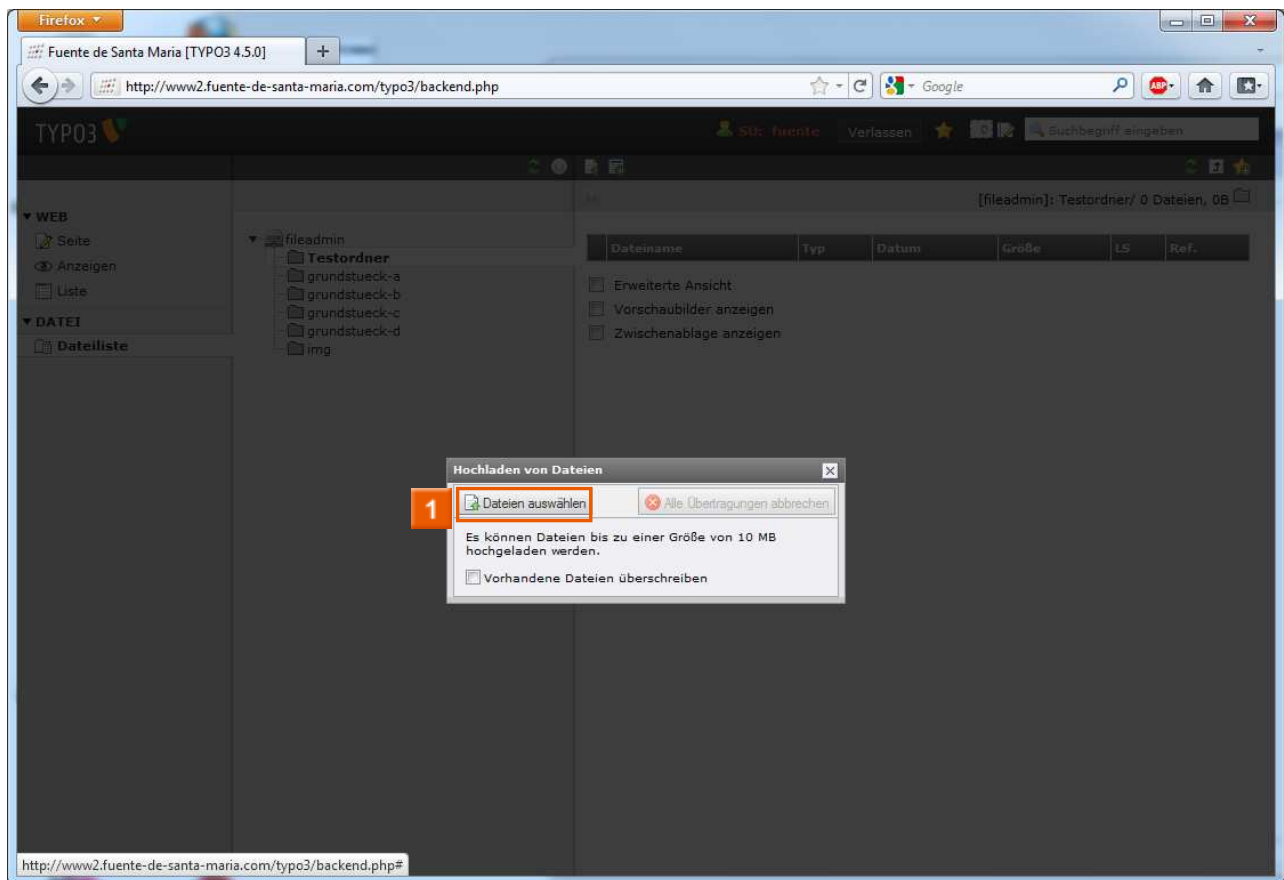 Firefox
Fuente de Santa Maria [TYPO3 4.5.0]
http://www2.fuente-de-santa-maria.com/typo3/backend.php
Google
ABP
TYPO3
SU: fuente
Verlassen
0
Suchbegriff eingeben
[fileadmin]: Testordner/ 0 Dateien, 0B
WEB
Seite
Anzeigen
Liste
DATEI
Dateiliste
fileadmin
Testordner
grundstueck-a
grundstueck-b
grundstueck-c
grundstueck-d
img
Dateiname Typ Datum Größe LS Ref.
Erweiterte Ansicht
Vorschaubilder anzeigen
Zwischenablage anzeigen
Hochladen von Dateien
1
Dateien auswählen
Alle Übertragungen abbrechen
Es können Dateien bis zu einer Größe von 10 MB
hochgeladen werden.
Vorhandene Dateien überschreiben
http://www2.fuente-de-santa-maria.com/typo3/backend.php#